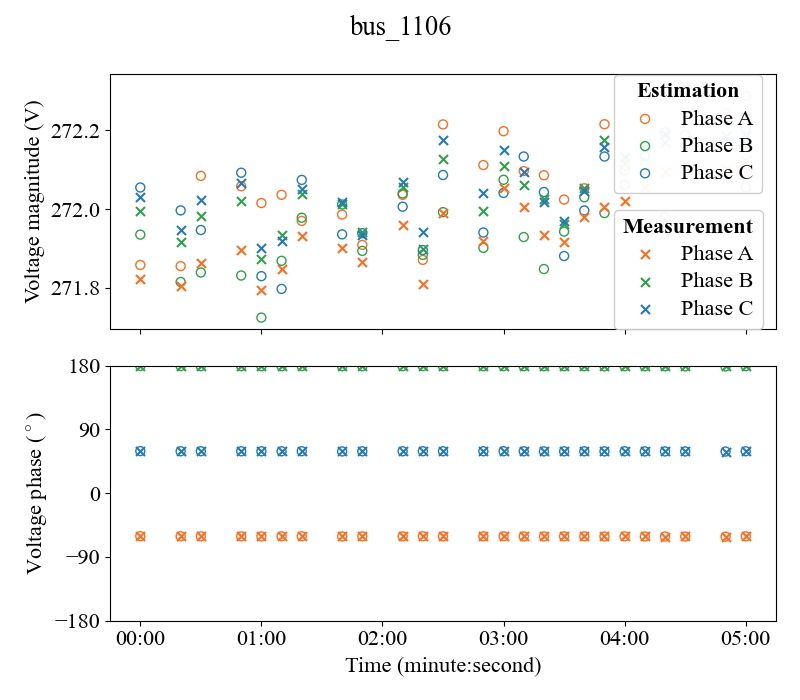 bus_1106
Voltage magnitude (V)
272.2
272.0
271.8
Estimation
Phase A
Phase B
Phase C
Measurement
Phase A
Phase B
Phase C
Voltage phase (°)
180
90
0
−90
−180
00:00 01:00 02:00 03:00 04:00 05:00
Time (minute:second)